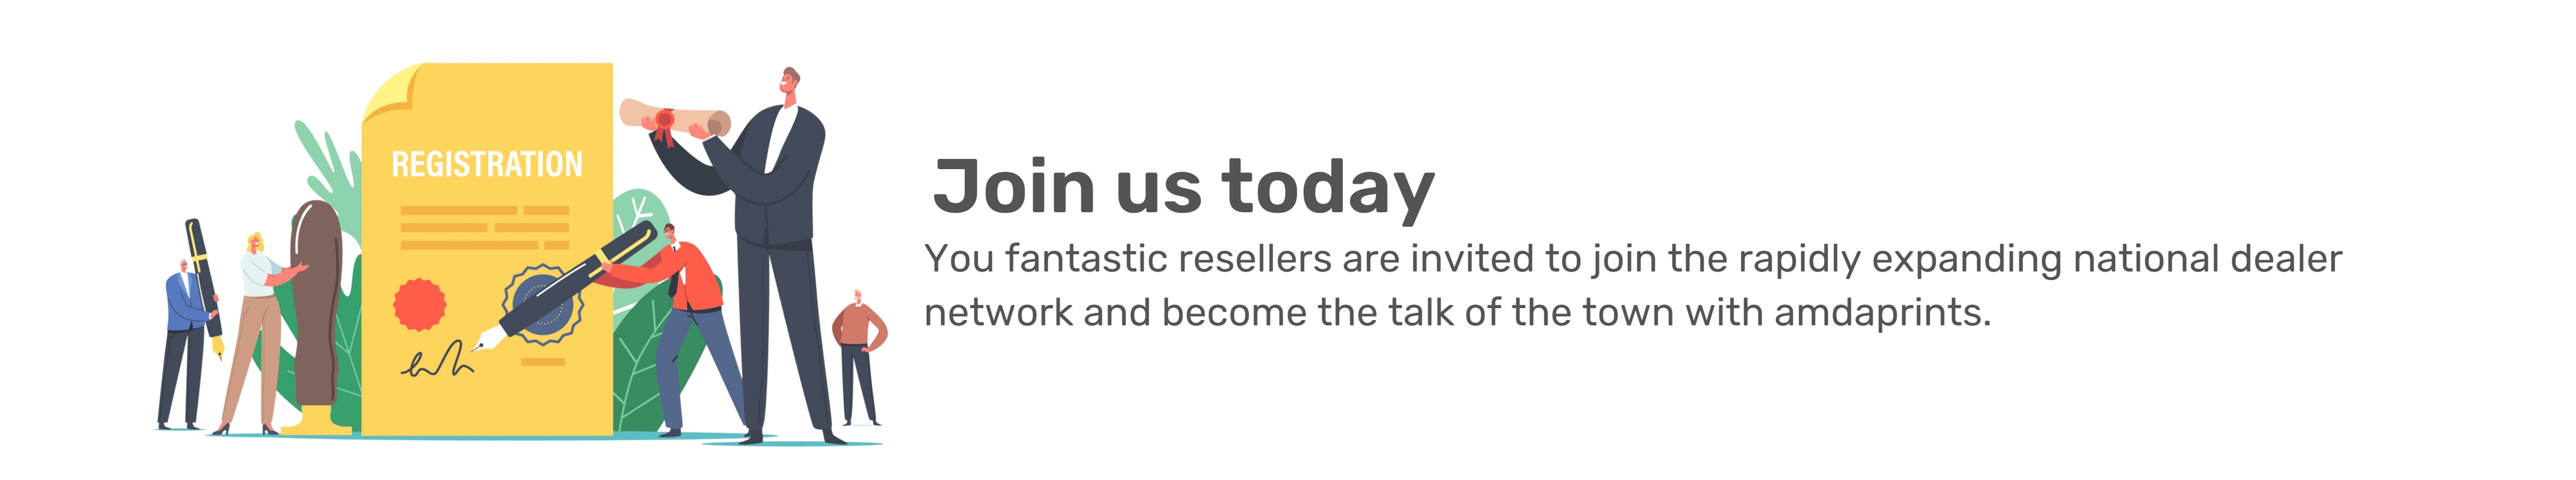 REGISTRATION
Join us today
You fantastic resellers are invited to join the rapidly expanding national dealer
network and become the talk of the town with amdaprints.